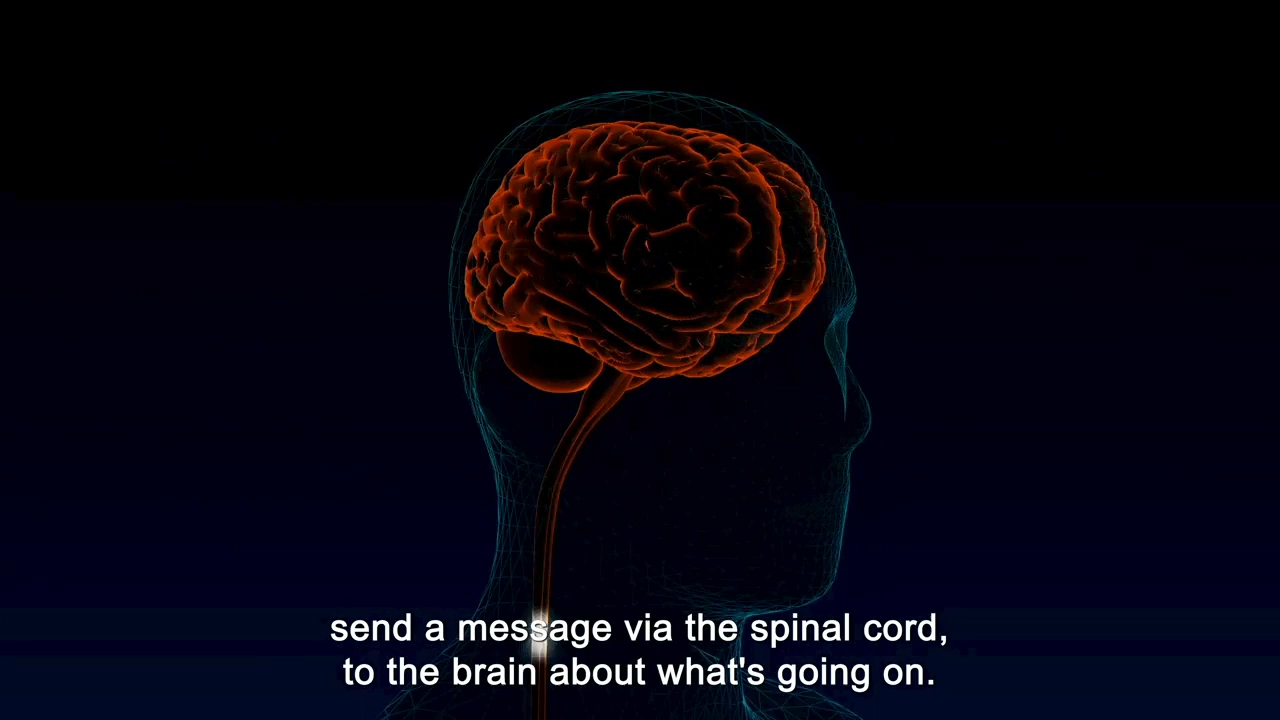 send a message via the spinal cord,
to the brain about what's going on.